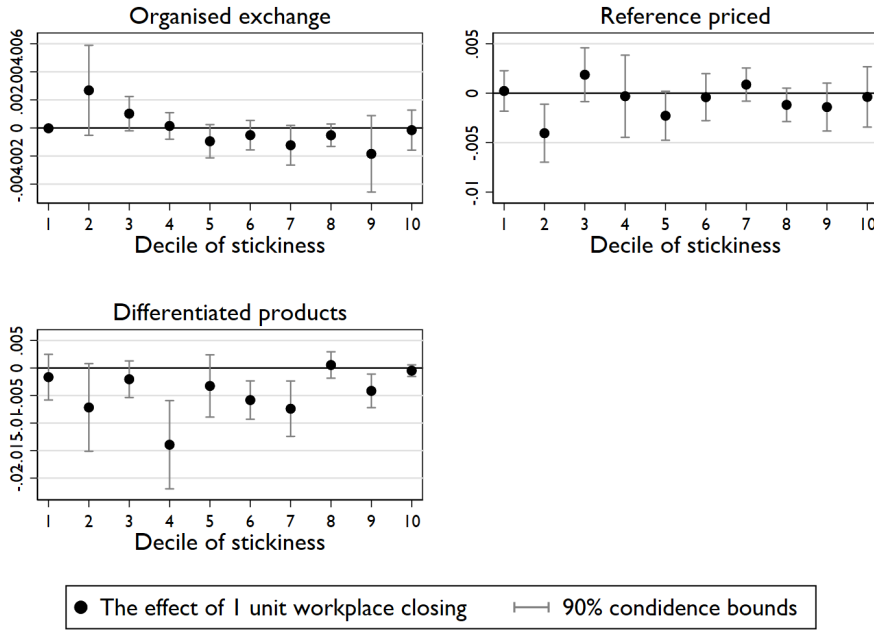 Organised exchange
-.004-.002 0 .002.004.006
1 2 3 4 5 6 7 8 9 10
Decile of stickiness
Reference priced
-.01 -.005 0 .005
1 2 3 4 5 6 7 8 9 10
Decile of stickiness
Differentiated products
-.02-.015-.01-.005 0 .005
1 2 3 4 5 6 7 8 9 10
Decile of stickiness
The effect of 1 unit workplace closing 90% condidence bounds